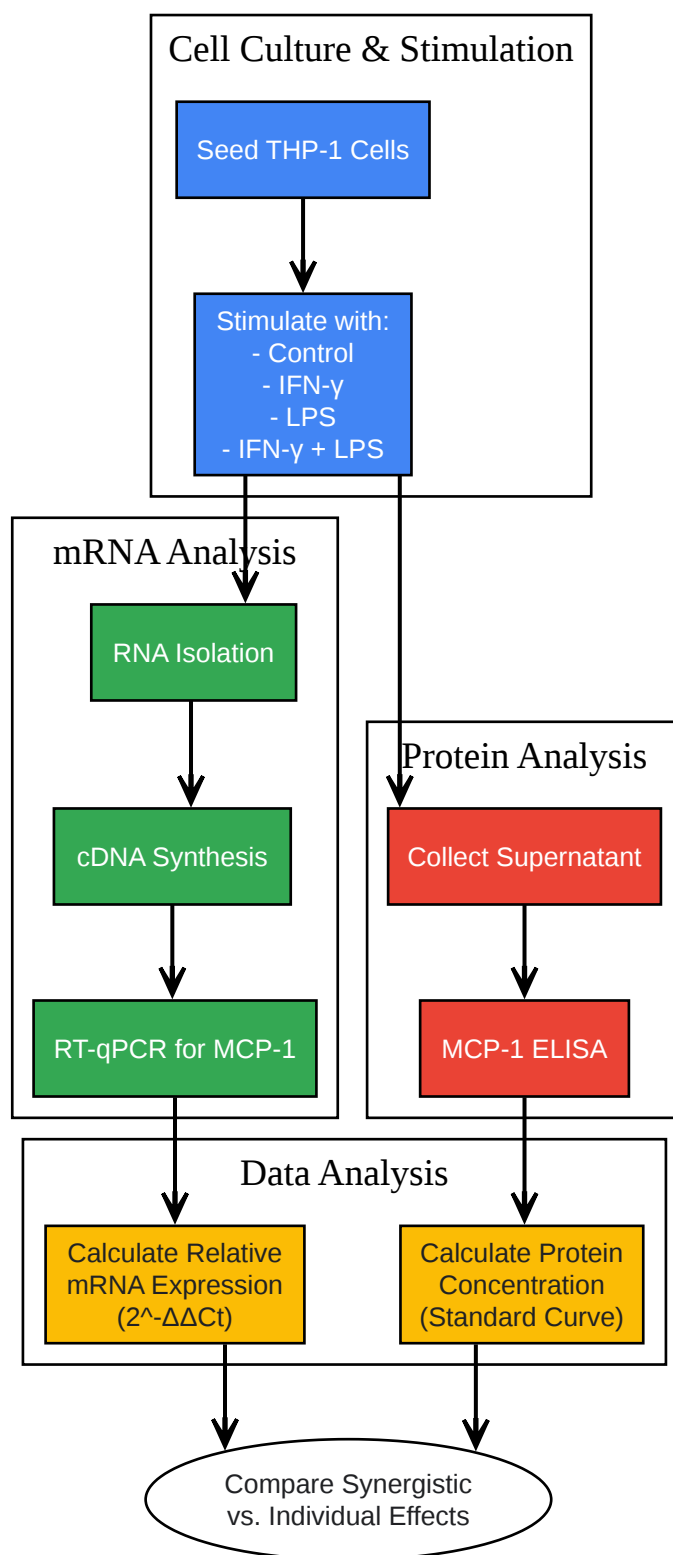 Cell Culture & Stimulation
Seed THP-1 Cells
Stimulate with:
- Control
- IFN-γ
- LPS
- IFN-γ + LPS
mRNA Analysis
RNA Isolation
cDNA Synthesis
RT-qPCR for MCP-1
Protein Analysis
Collect Supernatant
MCP-1 ELISA
Data Analysis
Calculate Relative
mRNA Expression
(2^-ΔΔCt)
Calculate Protein
Concentration
(Standard Curve)
Compare Synergistic
vs. Individual Effects